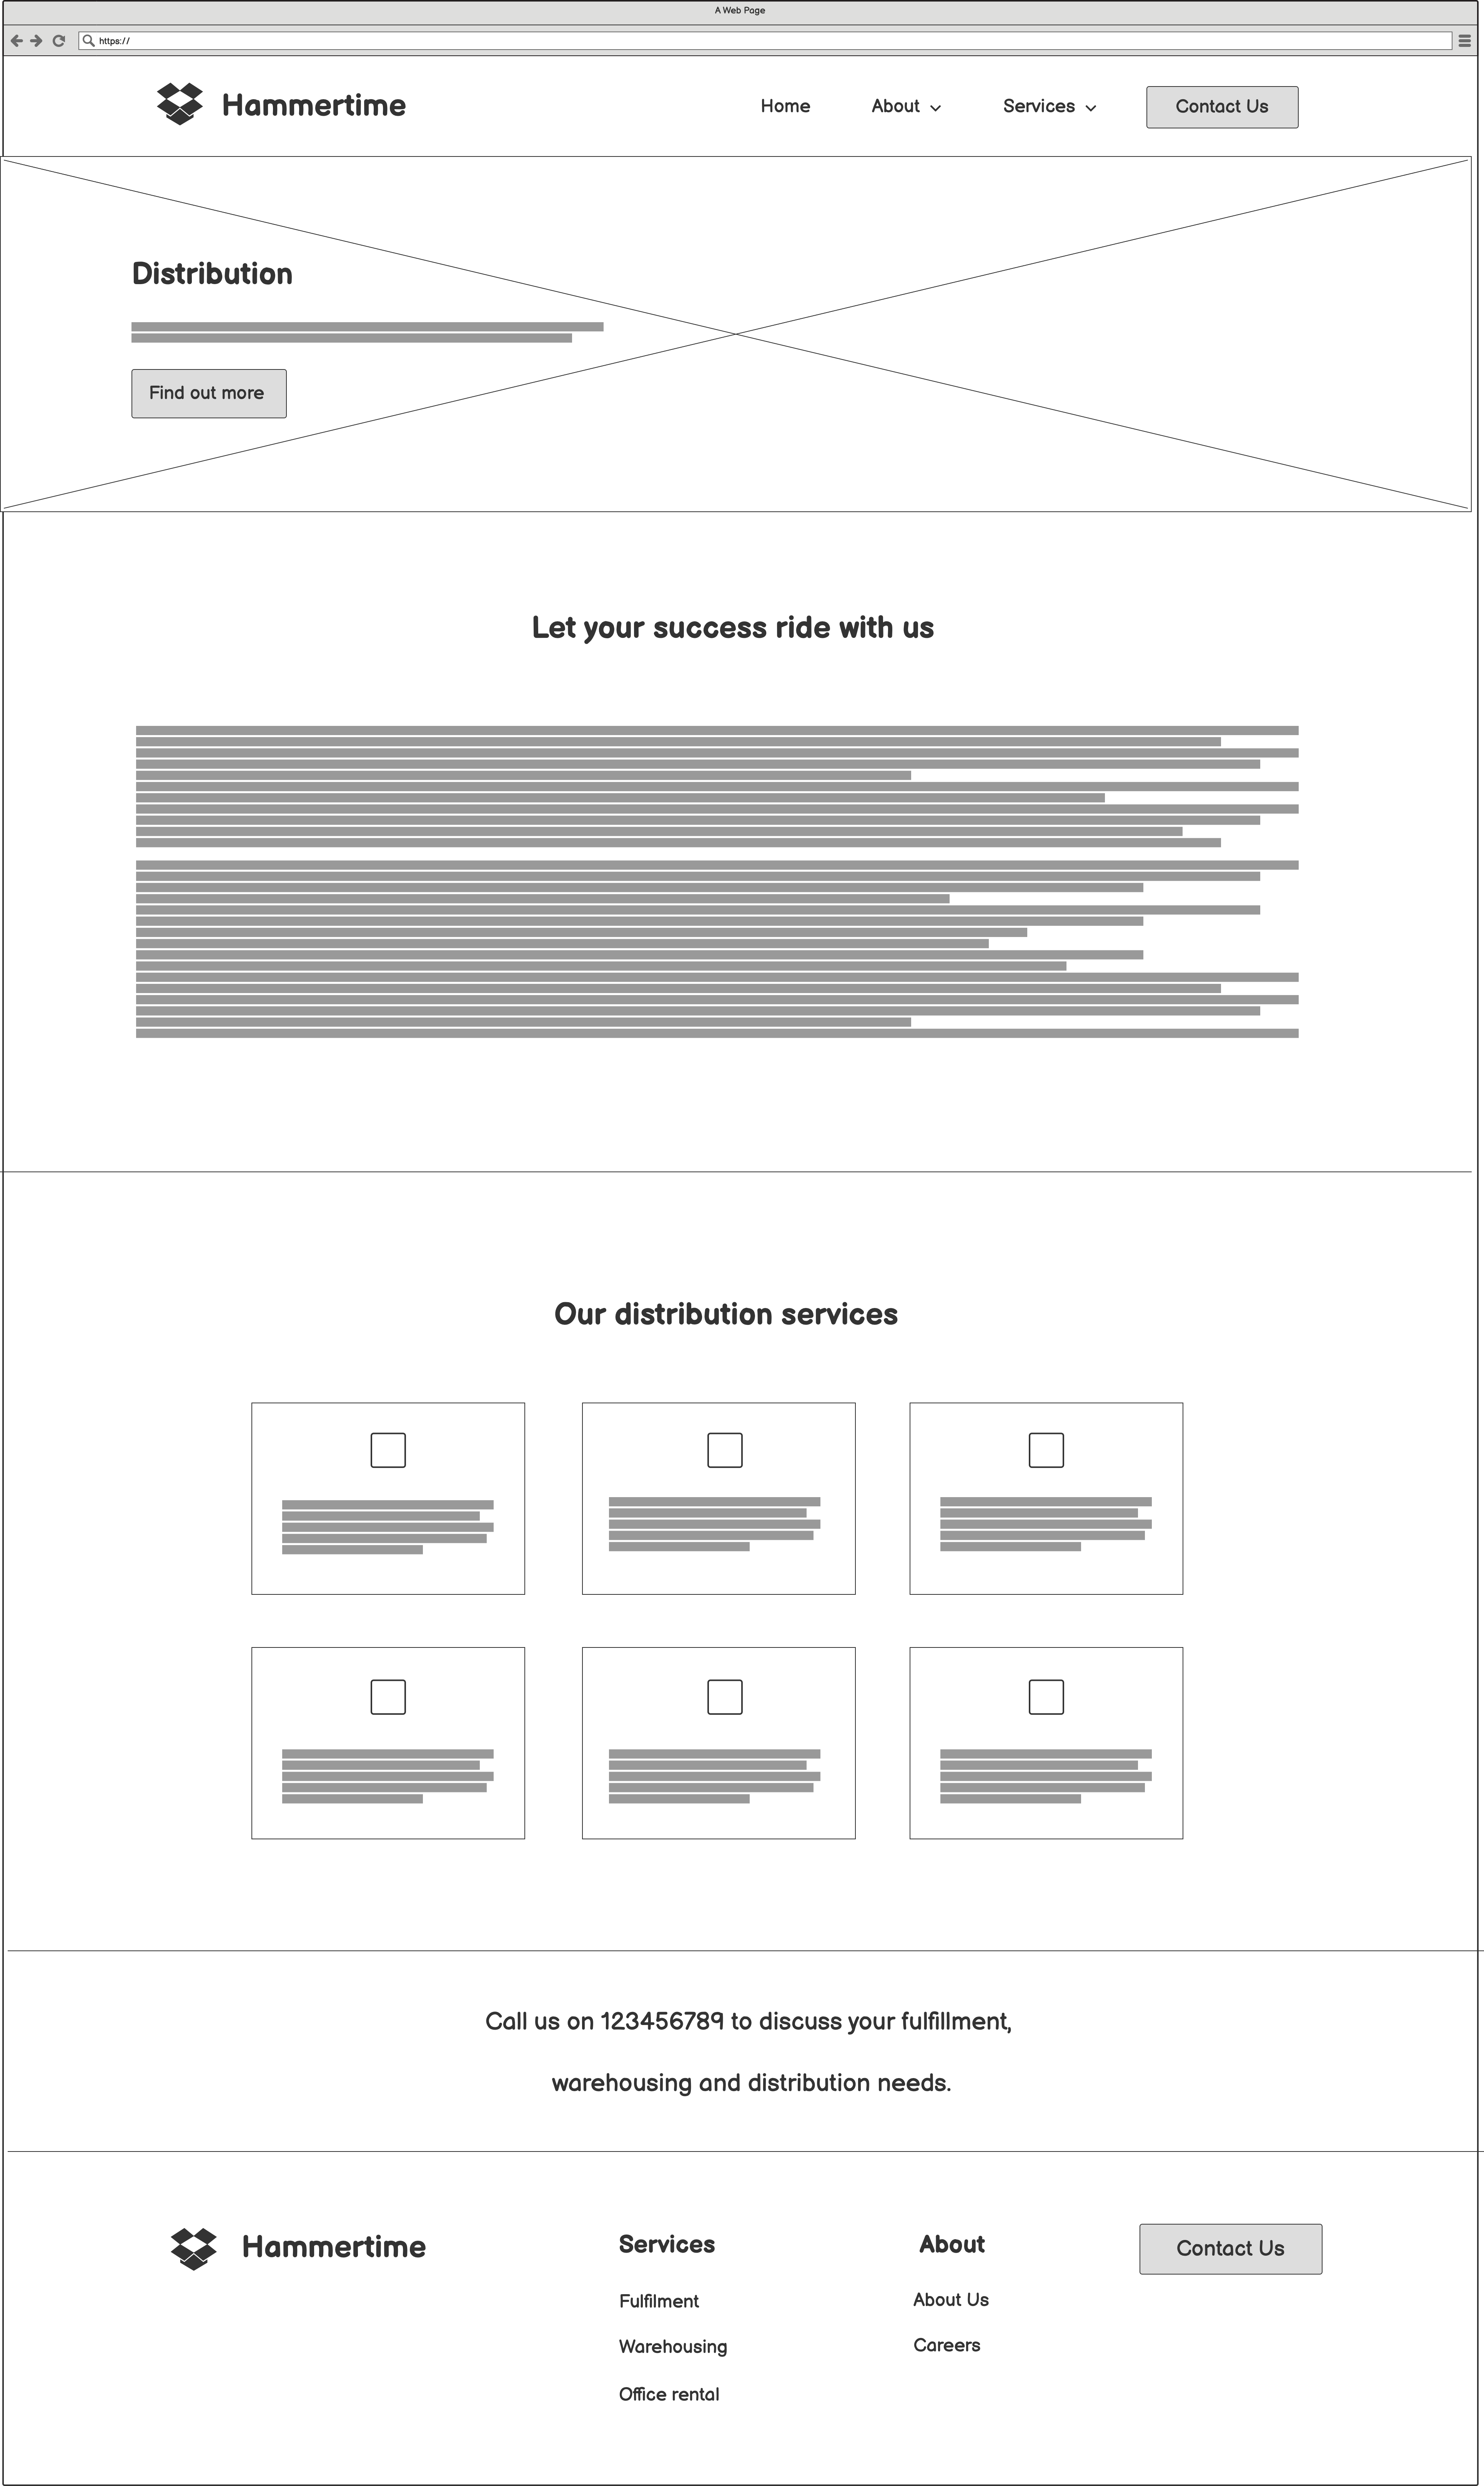 A Web Page
https://
Hammertime
Home
About
Services
Contact Us
Distribution
Find out more
Let your success ride with us
Our distribution services
Call us on 123456789 to discuss your fulfillment,
warehousing and distribution needs.
Hammertime
Services
Fulfilment
Warehousing
Office rental
About
About Us
Careers
Contact Us